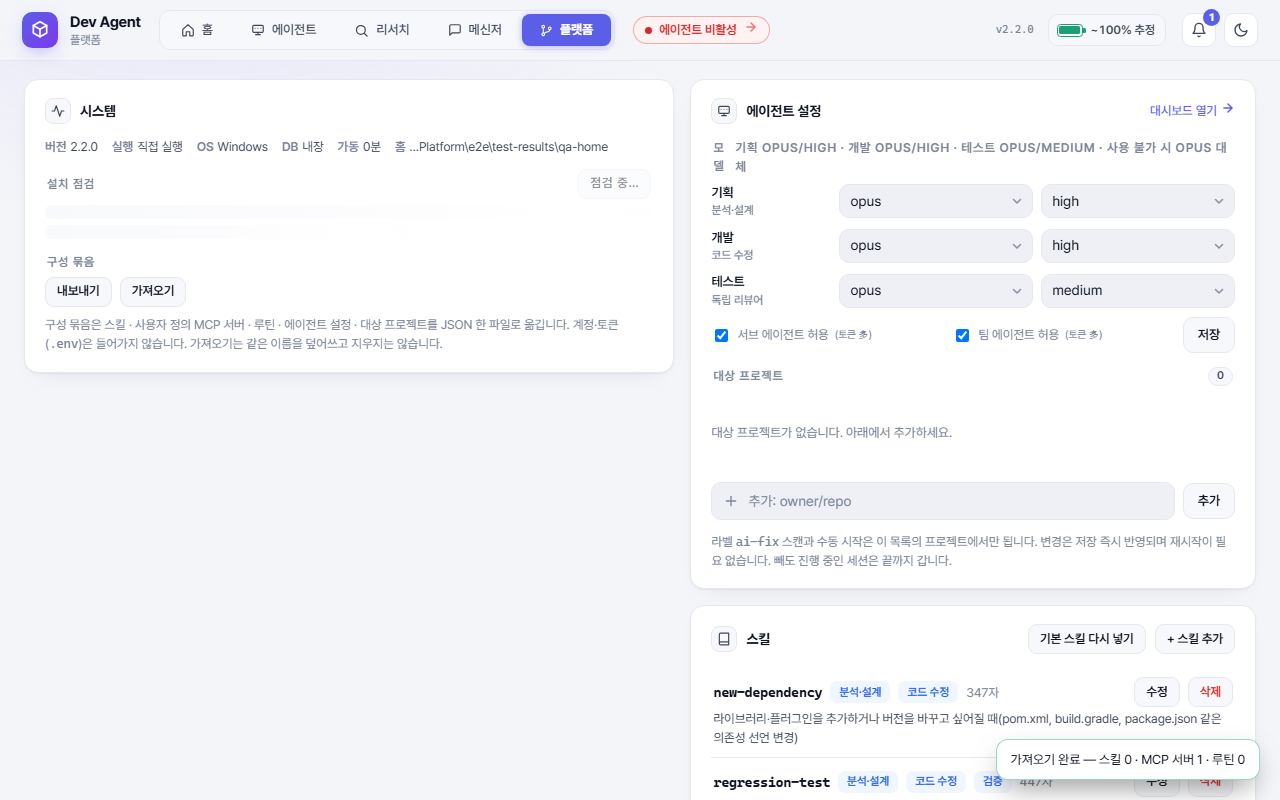 Dev Agent
플랫폼
홈
에이전트
리서치
메신저
플랫폼
에이전트 비활성
v2.2.0
~100% 추정
1
시스템
버전 2.2.0 실행 직접 실행 OS Windows DB 내장 가동 0분 홈 ...Platform\e2e\test-results\qa-home
설치 점검
점검 중…
구성 묶음
내보내기
가져오기
구성 묶음은 스킬 · 사용자 정의 MCP 서버 · 루틴 · 에이전트 설정 · 대상 프로젝트를 JSON 한 파일로 옮깁니다. 계정·토큰
(.env)은 들어가지 않습니다. 가져오기는 같은 이름을 덮어쓰고 지우지는 않습니다.
에이전트 설정
대시보드 열기
모델
기획 OPUS/HIGH · 개발 OPUS/HIGH · 테스트 OPUS/MEDIUM · 사용 불가 시 OPUS 대체
기획
분석·설계
opus
high
개발
코드 수정
opus
high
테스트
독립 리뷰어
opus
medium
서브 에이전트 허용 (토큰 多)
팀 에이전트 허용 (토큰 多)
저장
대상 프로젝트
0
대상 프로젝트가 없습니다. 아래에서 추가하세요.
추가: owner/repo
추가
라벨 ai-fix 스캔과 수동 시작은 이 목록의 프로젝트에서만 됩니다. 변경은 저장 즉시 반영되며 재시작이 필
요 없습니다. 빼도 진행 중인 세션은 끝까지 갑니다.
스킬
기본 스킬 다시 넣기
+ 스킬 추가
new-dependency 분석·설계 코드 수정 347자
수정
삭제
라이브러리·플러그인을 추가하거나 버전을 바꾸고 싶어질 때(pom.xml, build.gradle, package.json 같은
의존성 선언 변경)
regression-test 분석·설계 코드 수정 검증 447자
수정
삭제
가져오기 완료 — 스킬 0 · MCP 서버 1 · 루틴 0